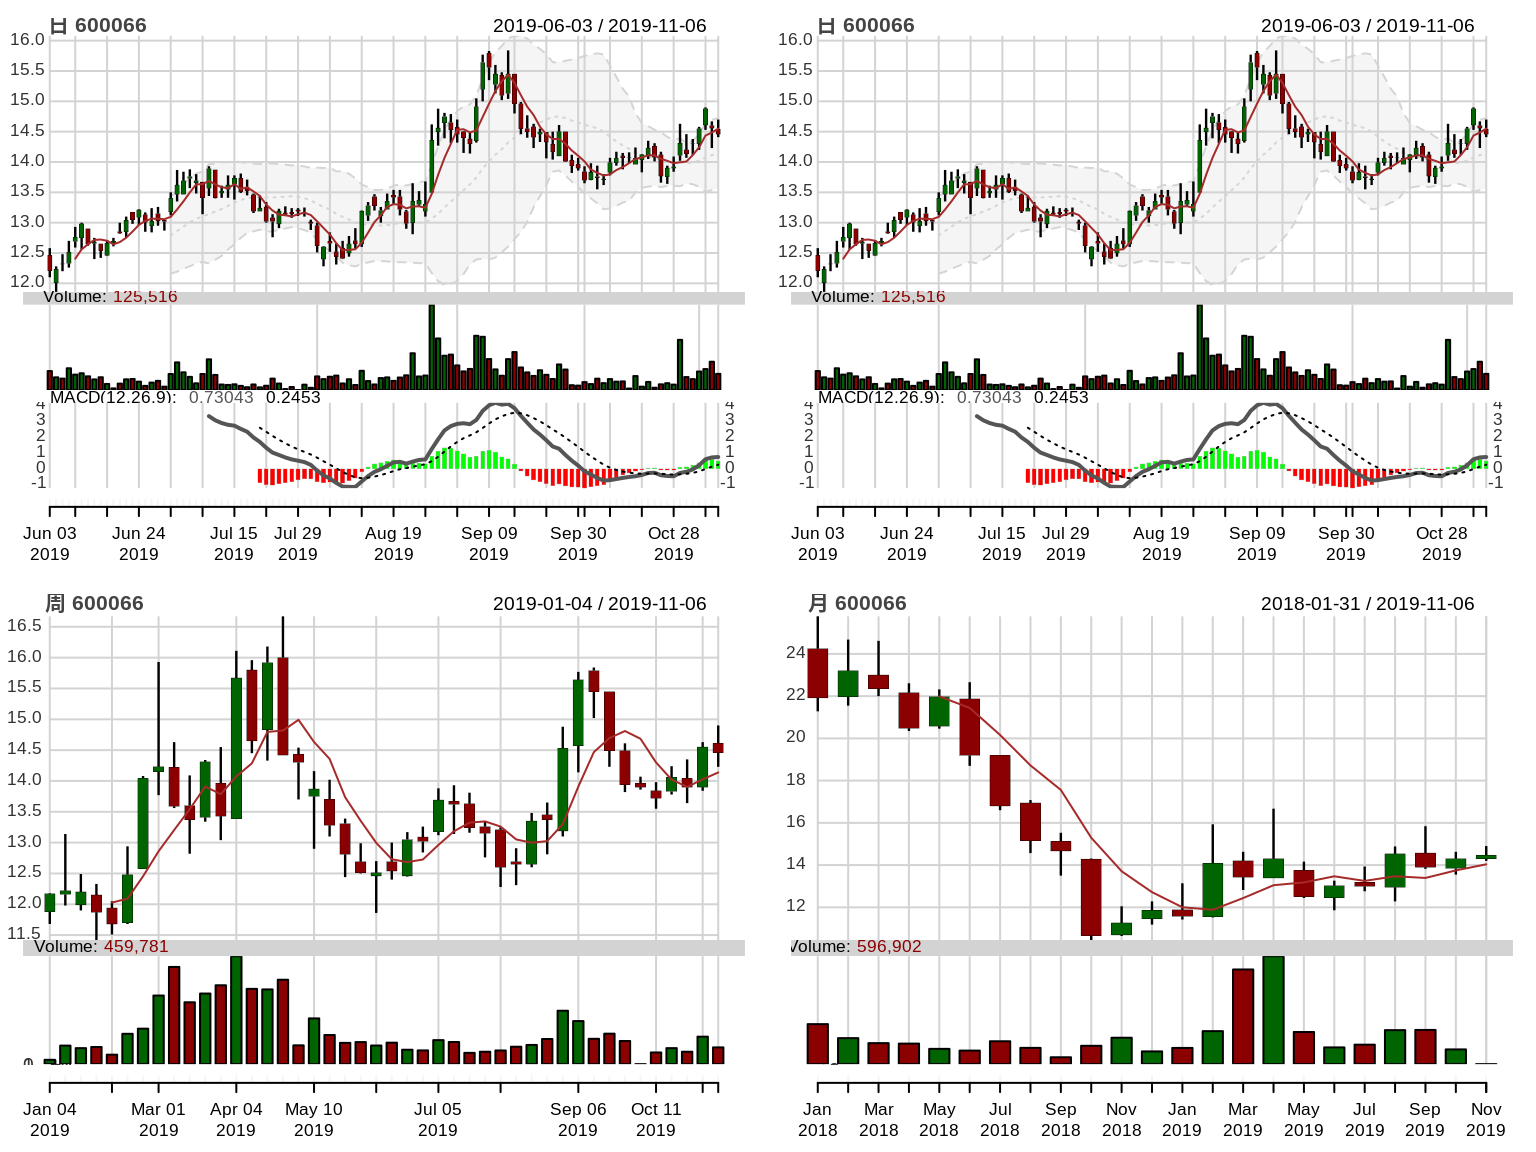 日 600066 2019-06-03 / 2019-11-06
16.0
15.5
15.0
14.5
14.0
13.5
13.0
12.5
12.0
Volume: 125,516
MACD(12,26,9): 0.73043 0.2453
4 4
3 3
2 2
1 1
0 0
-1 -1
Jun 03 Jun 24 Jul 15 Jul 29 Aug 19 Sep 09 Sep 30 Oct 28
2019 2019 2019 2019 2019 2019 2019 2019
日 600066 2019-06-03 / 2019-11-06
16.0
15.5
15.0
14.5
14.0
13.5
13.0
12.5
12.0
Volume: 125,516
MACD(12,26,9): 0.73043 0.2453
4 4
3 3
2 2
1 1
0 0
-1 -1
Jun 03 Jun 24 Jul 15 Jul 29 Aug 19 Sep 09 Sep 30 Oct 28
2019 2019 2019 2019 2019 2019 2019 2019
周 600066 2019-01-04 / 2019-11-06
16.5
16.0
15.5
15.0
14.5
14.0
13.5
13.0
12.5
12.0
11.5
Volume: 459,781
Jan 04 Mar 01 Apr 04 May 10 Jul 05 Sep 06 Oct 11
2019 2019 2019 2019 2019 2019 2019
月 600066 2018-01-31 / 2019-11-06
24
22
20
18
16
14
12
Volume: 596,902
Jan Mar May Jul Sep Nov Jan Mar May Jul Sep Nov
2018 2018 2018 2018 2018 2018 2019 2019 2019 2019 2019 2019